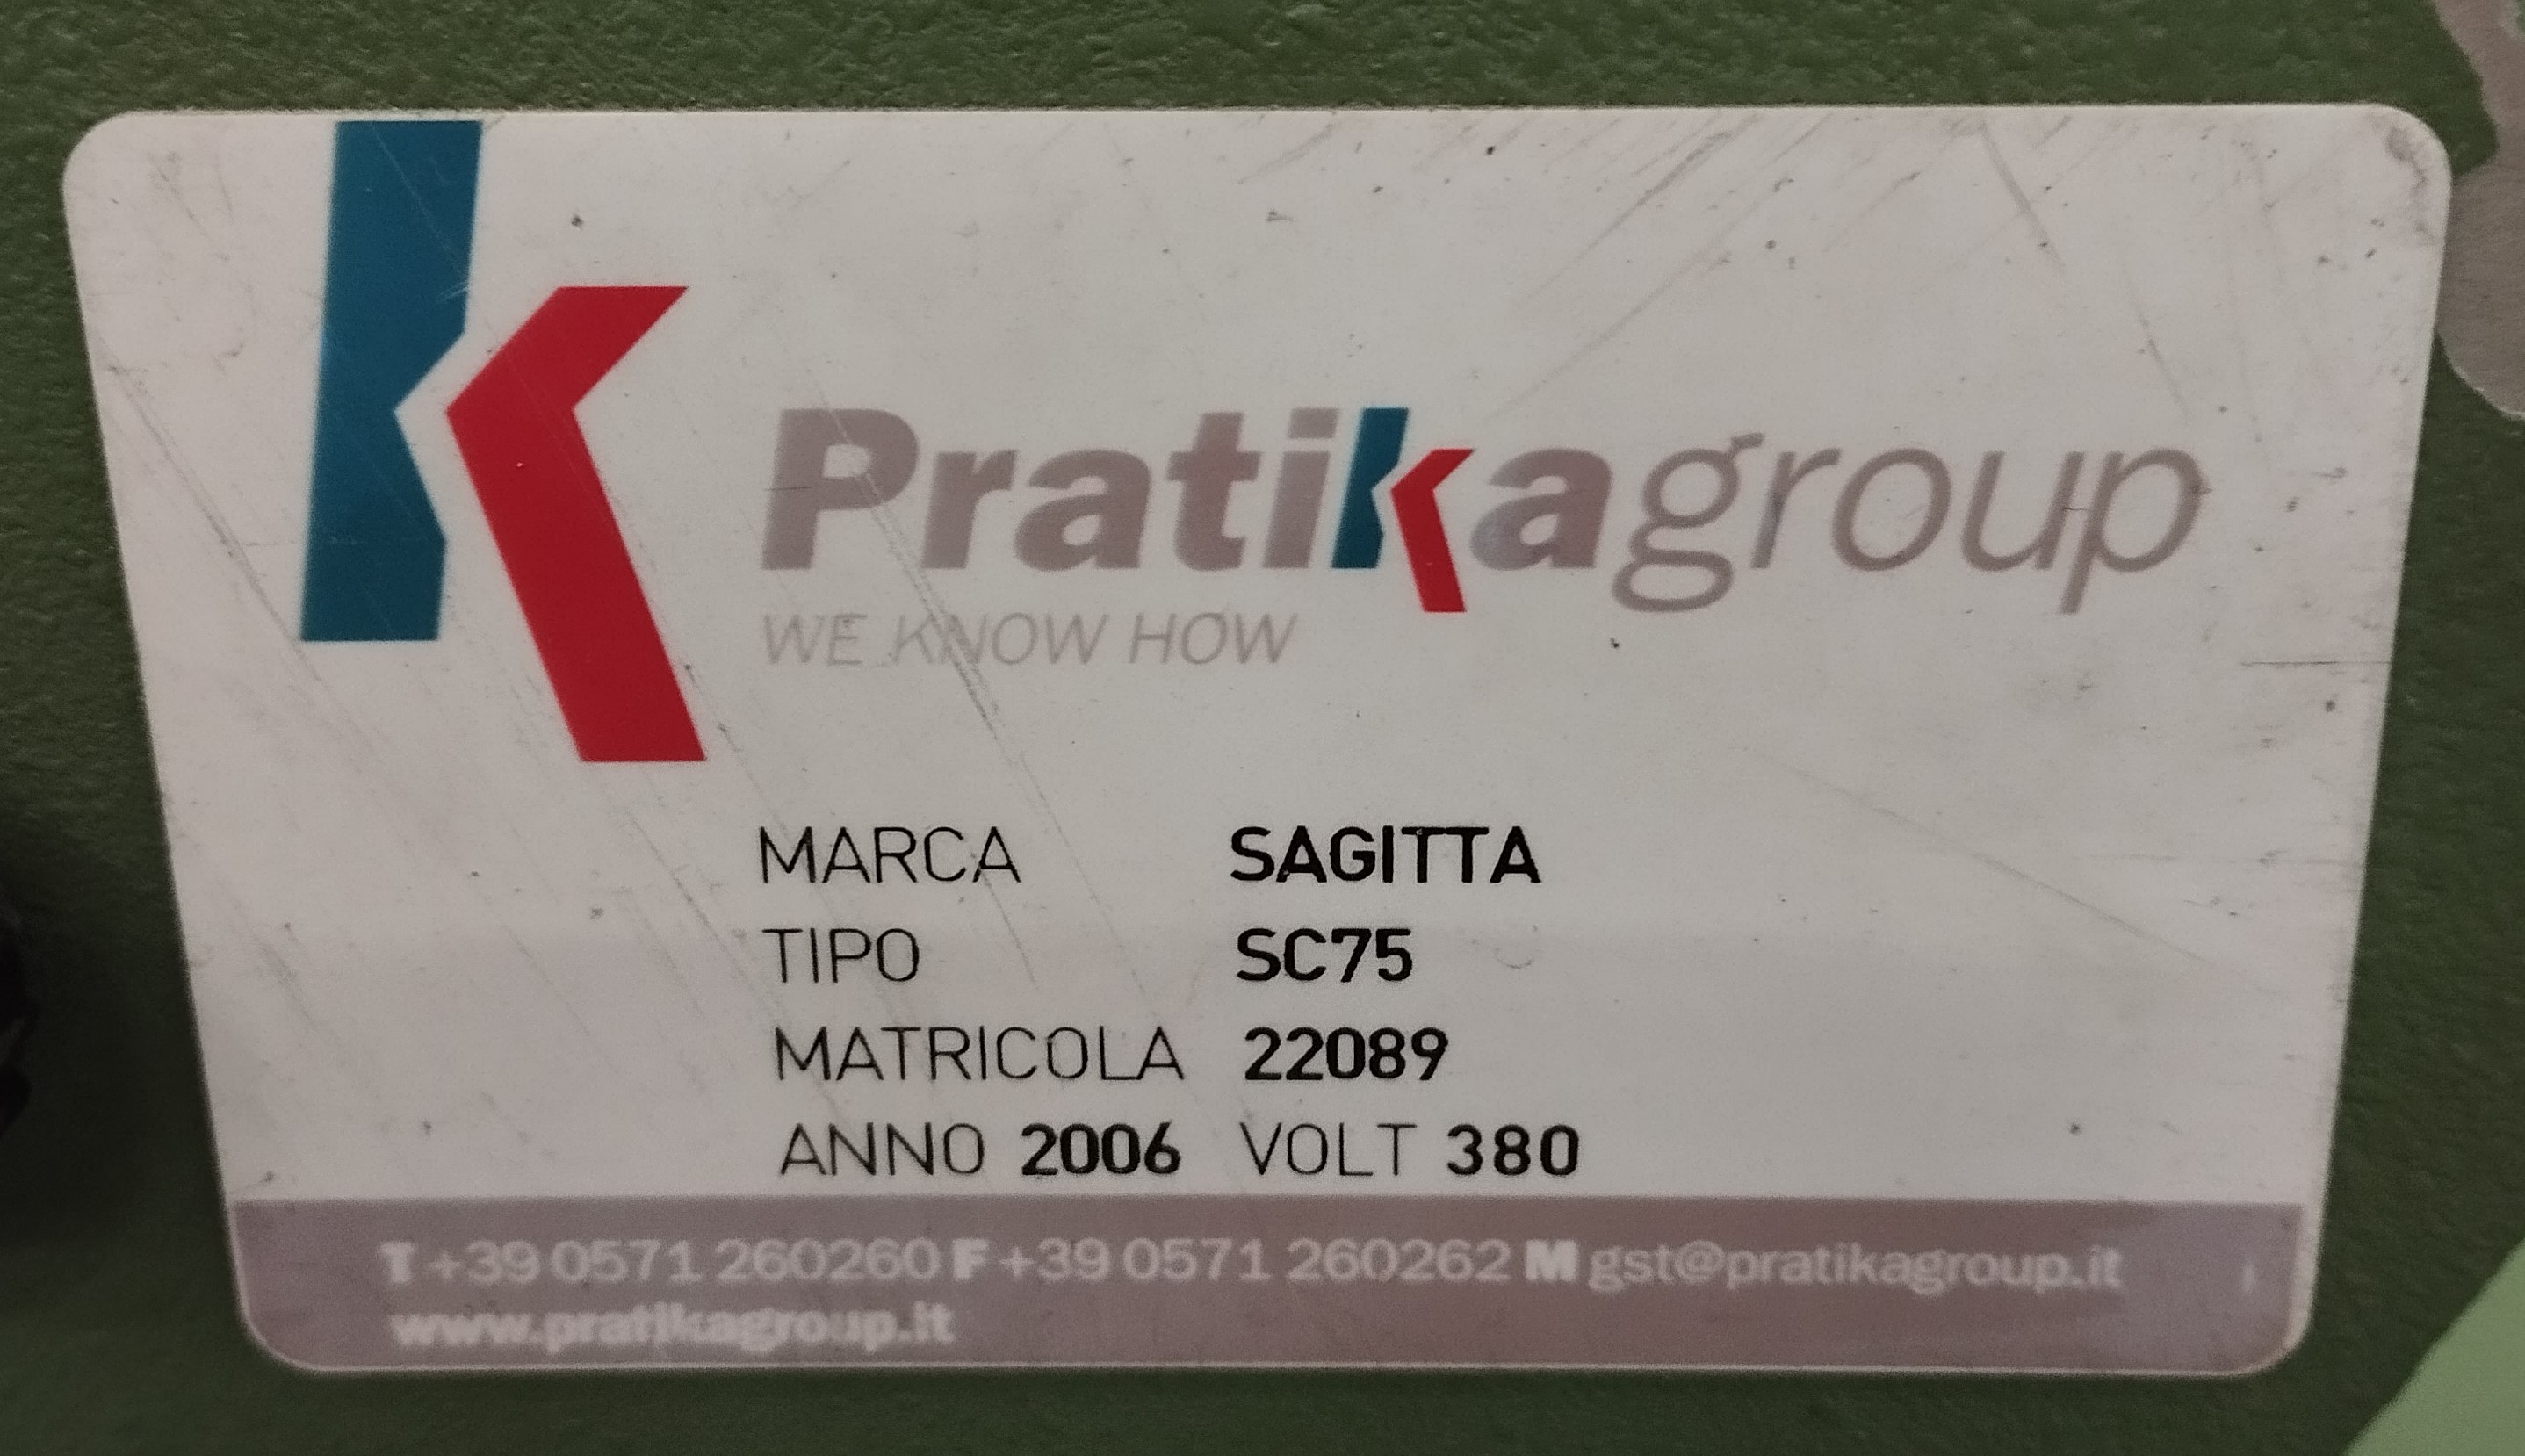 Pratikagroup
WE KNOW HOW
MARCA SAGITTA
TIPO SC75
MATRICOLA 22089
ANNO 2006 VOLT 380
T +39 0571 260260 F +39 0571 260262 M gst@pratikagroup.it
www.pratikagroup.it